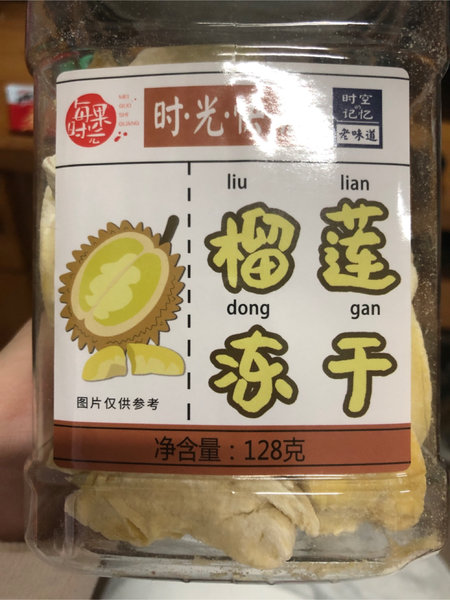 每果时光
MEI
GUO
SHI
GUANG
时·光·
时空
的
记忆
老味道
liu lian
榴莲
dong gan
冻干
图片仅供参考
净含量：128克